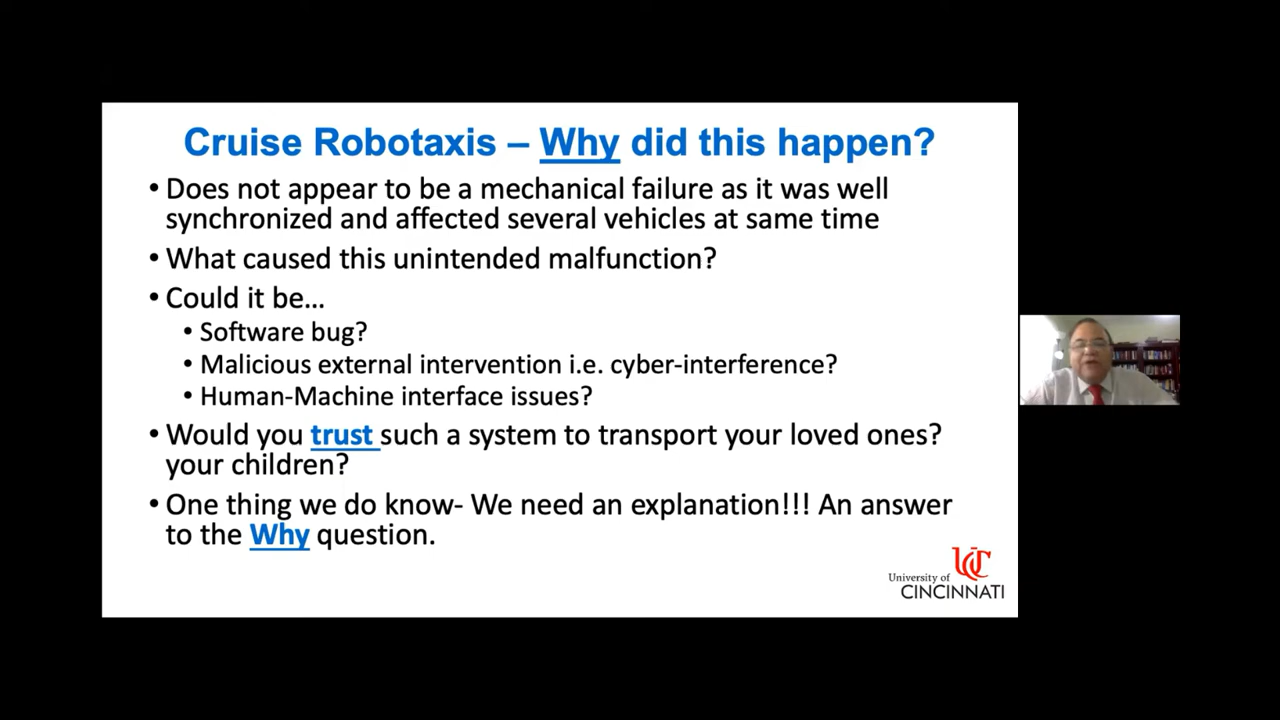 Cruise Robotaxis – Why did this happen?
• Does not appear to be a mechanical failure as it was well
synchronized and affected several vehicles at same time
• What caused this unintended malfunction?
• Could it be…
• Software bug?
• Malicious external intervention i.e. cyber-interference?
• Human-Machine interface issues?
• Would you trust such a system to transport your loved ones?
your children?
• One thing we do know- We need an explanation!!! An answer
to the Why question.
UC
University of
CINCINNATI